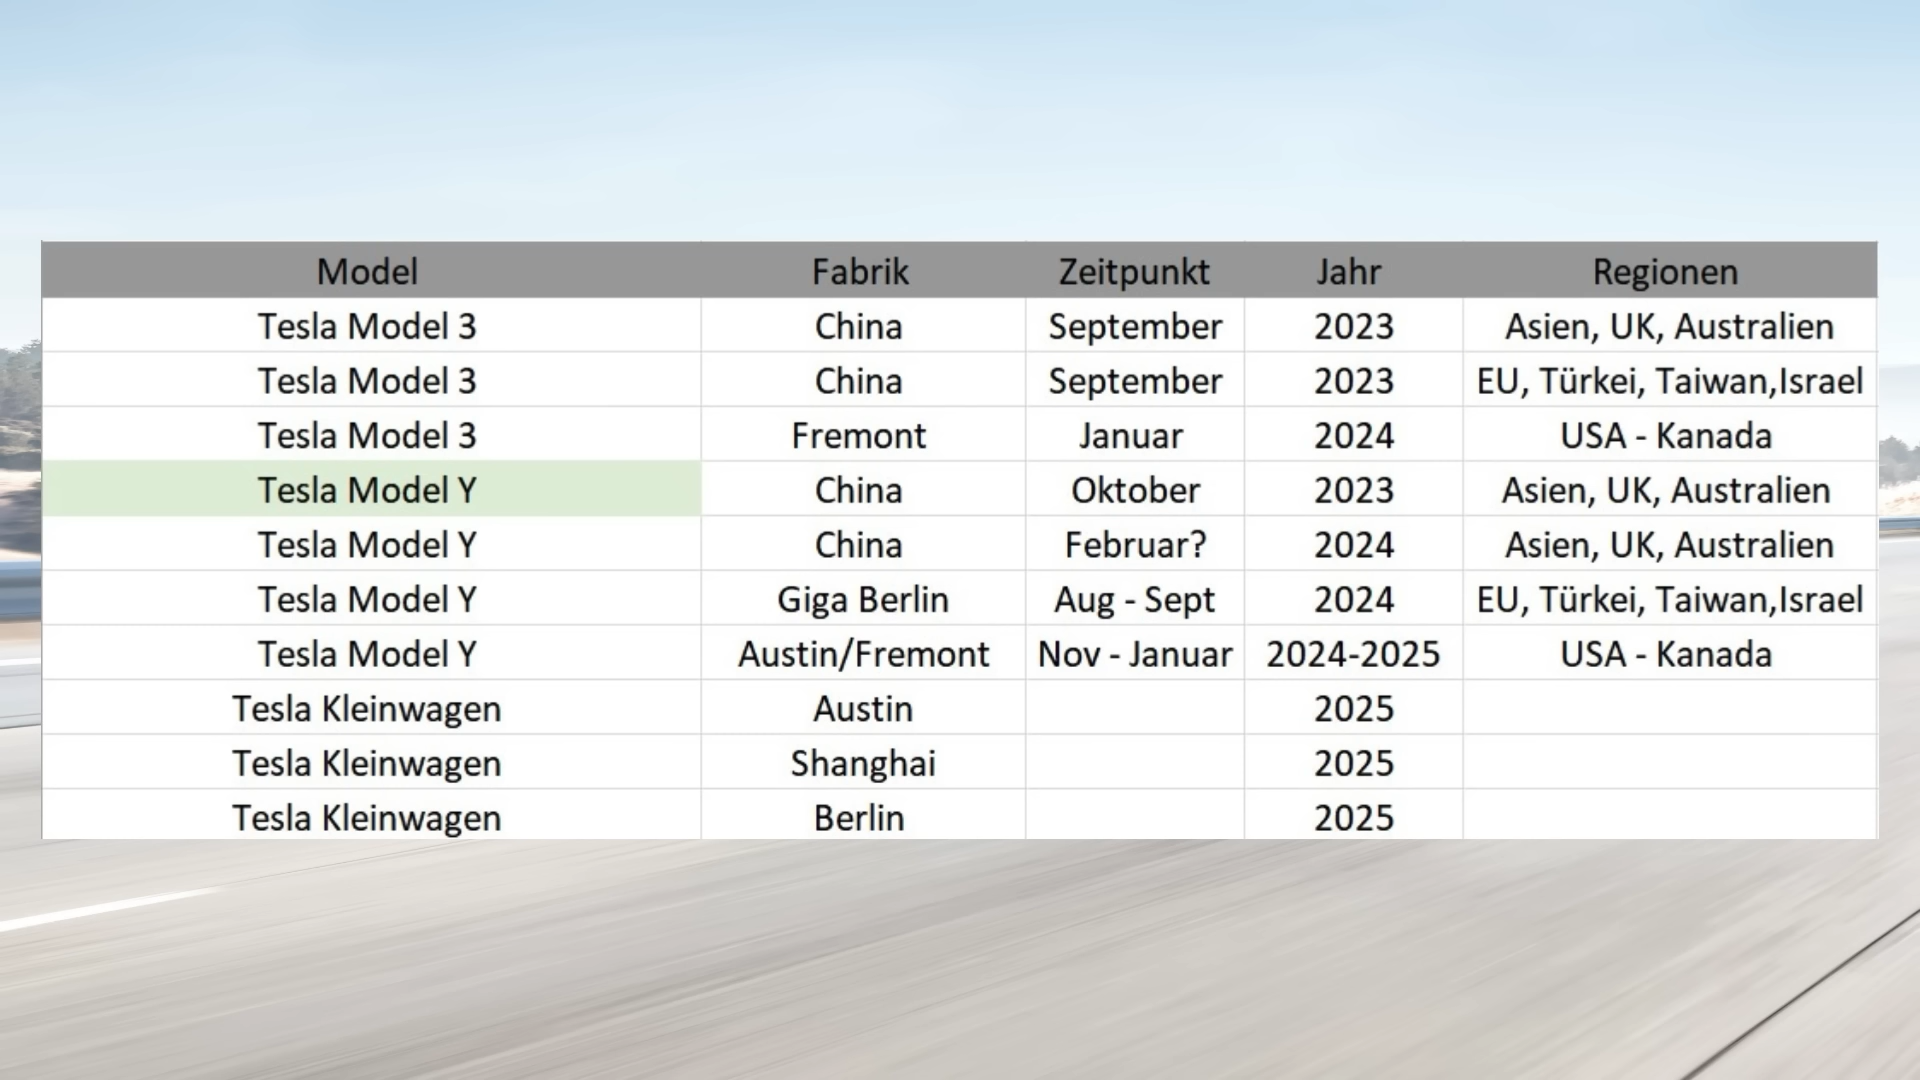 Model Fabrik Zeitpunkt Jahr Regionen
Tesla Model 3 China September 2023 Asien, UK, Australien
Tesla Model 3 China September 2023 EU, Türkei, Taiwan,Israel
Tesla Model 3 Fremont Januar 2024 USA - Kanada
Tesla Model Y China Oktober 2023 Asien, UK, Australien
Tesla Model Y China Februar? 2024 Asien, UK, Australien
Tesla Model Y Giga Berlin Aug - Sept 2024 EU, Türkei, Taiwan,Israel
Tesla Model Y Austin/Fremont Nov - Januar 2024-2025 USA - Kanada
Tesla Kleinwagen Austin 2025
Tesla Kleinwagen Shanghai 2025
Tesla Kleinwagen Berlin 2025